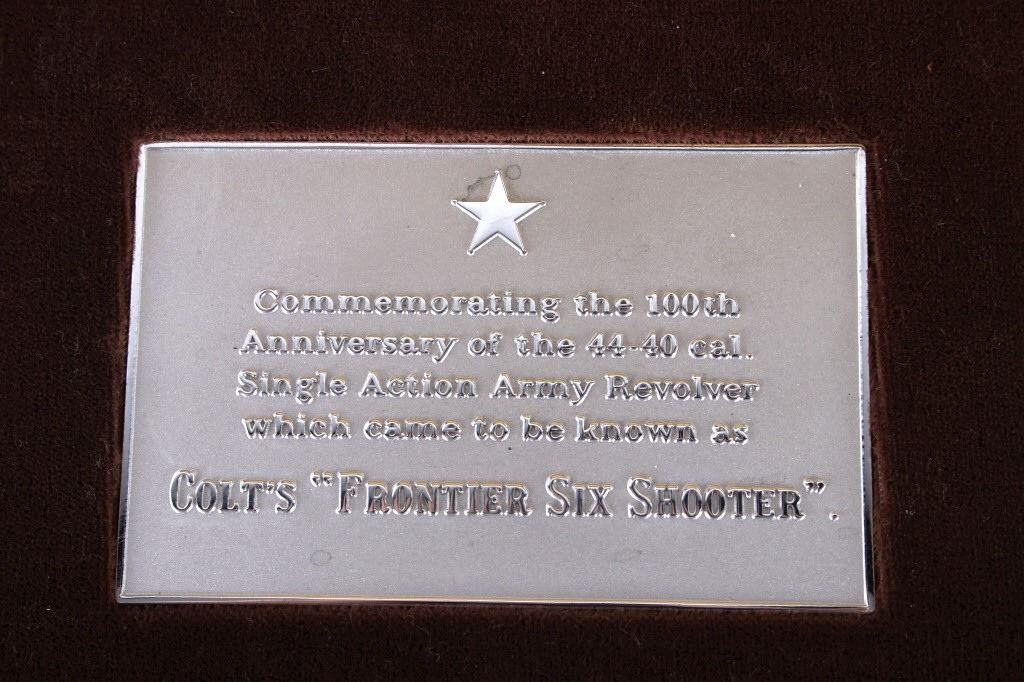 Commemorating the 100th
Anniversary of the 44-40 cal.
Single Action Army Revolver
which came to be known as
COLT'S "FRONTIER SIX SHOOTER".